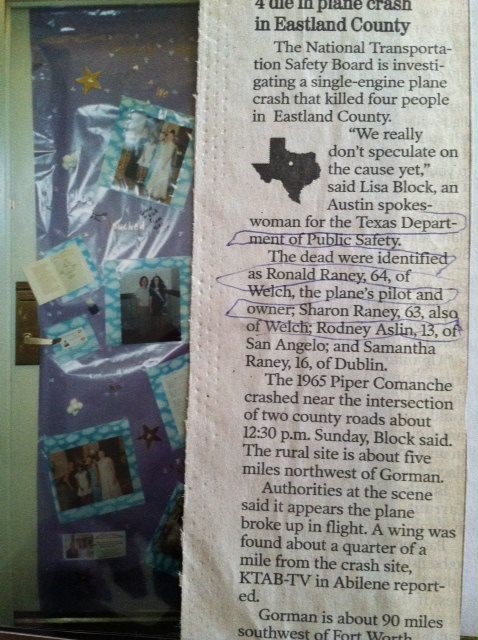 4 die in plane crash
in Eastland County
The National Transporta-
tion Safety Board is investi-
gating a single-engine plane
crash that killed four people
in Eastland County.
"We really
don't speculate on
the cause yet,"
said Lisa Block, an
Austin spokes-
woman for the Texas Depart-
ment of Public Safety.
The dead were identified
as Ronald Raney, 64, of
Welch, the plane's pilot and
owner; Sharon Raney, 63, also
of Welch; Rodney Aslin, 13, of
San Angelo; and Samantha
Raney, 16, of Dublin.
The 1965 Piper Comanche
crashed near the intersection
of two county roads about
12:30 p.m. Sunday, Block said.
The rural site is about five
miles northwest of Gorman.
Authorities at the scene
said it appears the plane
broke up in flight. A wing was
found about a quarter of a
mile from the crash site,
KTAB-TV in Abilene report-
ed.
Gorman is about 90 miles
southwest of Fort Worth